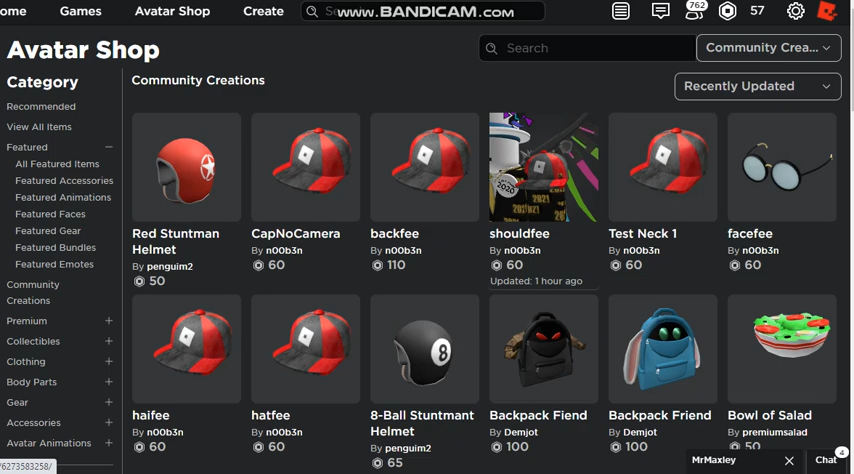 ome Games Avatar Shop Create www.BANDICAM.com 762 57
Avatar Shop
Search Community Crea...
Category
Community Creations
Recently Updated
Recommended
View All Items
Featured
All Featured Items
Featured Accessories
Featured Animations
Featured Faces
Featured Gear
Featured Bundles
Featured Emotes
Community
Creations
Premium
Collectibles
Clothing
Body Parts
Gear
Accessories
Avatar Animations
/6273583258/
Red Stuntman
Helmet
By penguim2
50
CapNoCamera
By n00b3n
60
backfee
By n00b3n
110
2020
2021
shouldfee
By n00b3n
60
Updated: 1 hour ago
Test Neck 1
By n00b3n
60
facefee
By n00b3n
60
haifee
By n00b3n
60
hatfee
By n00b3n
60
8
8-Ball Stuntmant
Helmet
By penguim2
65
Backpack Fiend
By Demjot
100
Backpack Friend
By Demjot
100
Bowl of Salad
By premiumsalad
50
MrMaxley
Chat 4